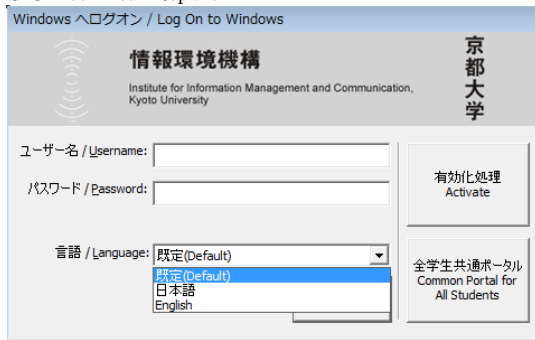 Windows へログオン / Log On to Windows
情報環境機構
Institute for Information Management and Communication,
Kyoto University
京都大学
ユーザー名 / Username:
パスワード / Password:
有効化処理
Activate
言語 / Language:
既定(Default)
既定(Default)
日本語
English
全学生共通ポータル
Common Portal for
All Students